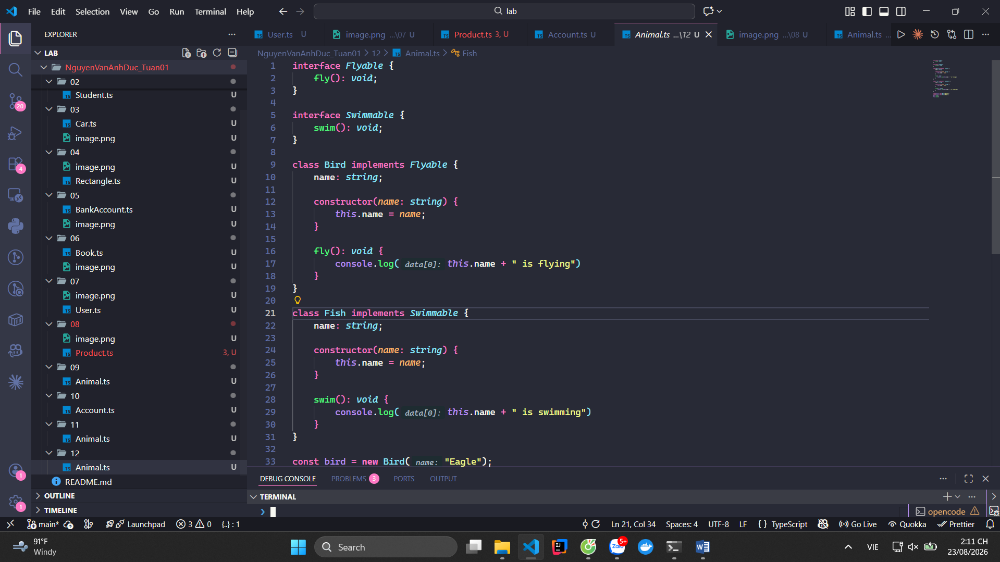 File Edit Selection View Go Run Terminal Help
lab
EXPLORER
LAB
NguyenVanAnhDuc_Tuan01
02
Student.ts U
03
Car.ts U
image.png U
04
image.png U
Rectangle.ts U
05
BankAccount.ts U
image.png U
06
Book.ts U
image.png U
07
image.png U
User.ts U
08
image.png U
Product.ts 3, U
09
Animal.ts U
10
Account.ts U
11
Animal.ts U
12
Animal.ts U
README.md
OUTLINE
TIMELINE
20
4
1
1
User.ts U image.png ...\07 U Product.ts 3, U Account.ts U Animal.ts ...\12 U image.png ...\08 U Animal.ts ...
NguyenVanAnhDuc_Tuan01 > 12 > Animal.ts > Fish
1 interface Flyable {
2 fly(): void;
3 }
4
5 interface Swimmable {
6 swim(): void;
7 }
8
9 class Bird implements Flyable {
10 name: string;
11
12 constructor(name: string) {
13 this.name = name;
14 }
15
16 fly(): void {
17 console.log( data[0]: this.name + " is flying")
18 }
19 }
20
21 class Fish implements Swimmable {
22 name: string;
23
24 constructor(name: string) {
25 this.name = name;
26 }
27
28 swim(): void {
29 console.log( data[0]: this.name + " is swimming")
30 }
31 }
32
33 const bird = new Bird( name: "Eagle");
DEBUG CONSOLE PROBLEMS 3 PORTS OUTPUT
TERMINAL
opencode
main* Launchpad 3 0 {..} : 1 Ln 21, Col 34 Spaces: 4 UTF-8 LF { } TypeScript Go Live Quokka Prettier
91°F
Windy
Search
Zalo 5+
VIE
2:11 CH
23/08/2026